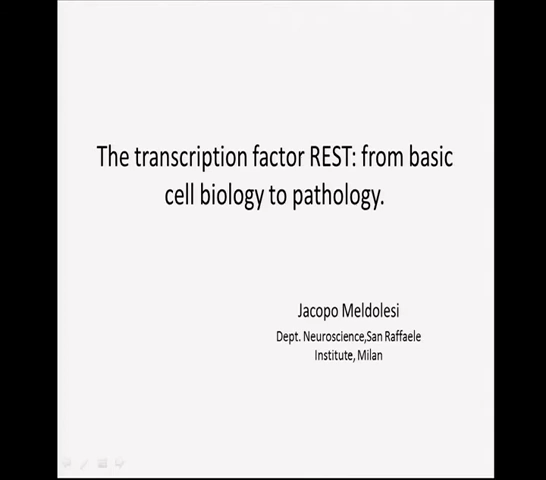 The transcription factor REST: from basic
cell biology to pathology.
Jacopo Meldolesi
Dept. Neuroscience,San Raffaele
Institute, Milan